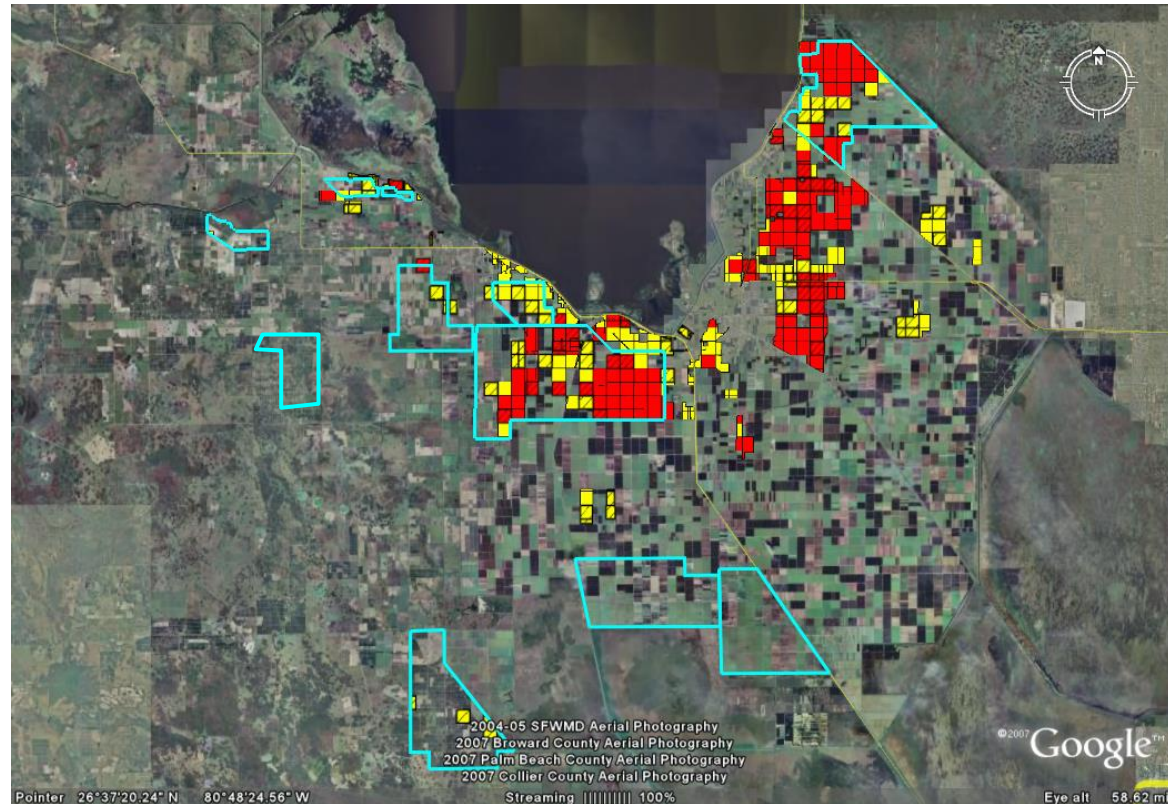 N
2004-05 SFWMD Aerial Photography
2007 Broward County Aerial Photography
2007 Palm Beach County Aerial Photography
2007 Collier County Aerial Photography
©2007 Google™
Pointer 26°37'20.24" N 80°48'24.56" W Streaming |||||||||| 100% Eye alt 58.62 mi